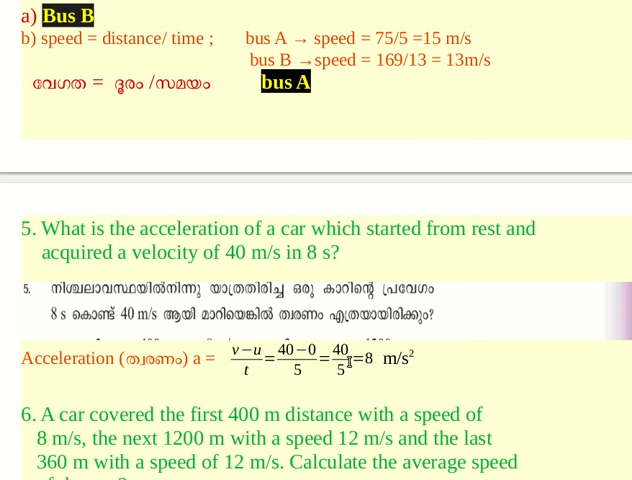 a) Bus B
b) speed = distance/ time ; bus A → speed = 75/5 =15 m/s
bus B →speed = 169/13 = 13m/s
വേഗത = ദൂരം /സമയം bus A
5. What is the acceleration of a car which started from rest and
acquired a velocity of 40 m/s in 8 s?
5. നിശ്ചലാവസ്ഥയിൽനിന്നു യാത്രതിരിച്ച ഒരു കാറിന്റെ പ്രവേഗം
8 s കൊണ്ട് 40 m/s ആയി മാറിയെങ്കിൽ ത്വരണം എത്രയായിരിക്കും?
Acceleration (ത്വരണം) a = v−u/t = 40−0/5 = 40/5 =8 m/s²
6. A car covered the first 400 m distance with a speed of
8 m/s, the next 1200 m with a speed 12 m/s and the last
360 m with a speed of 12 m/s. Calculate the average speed